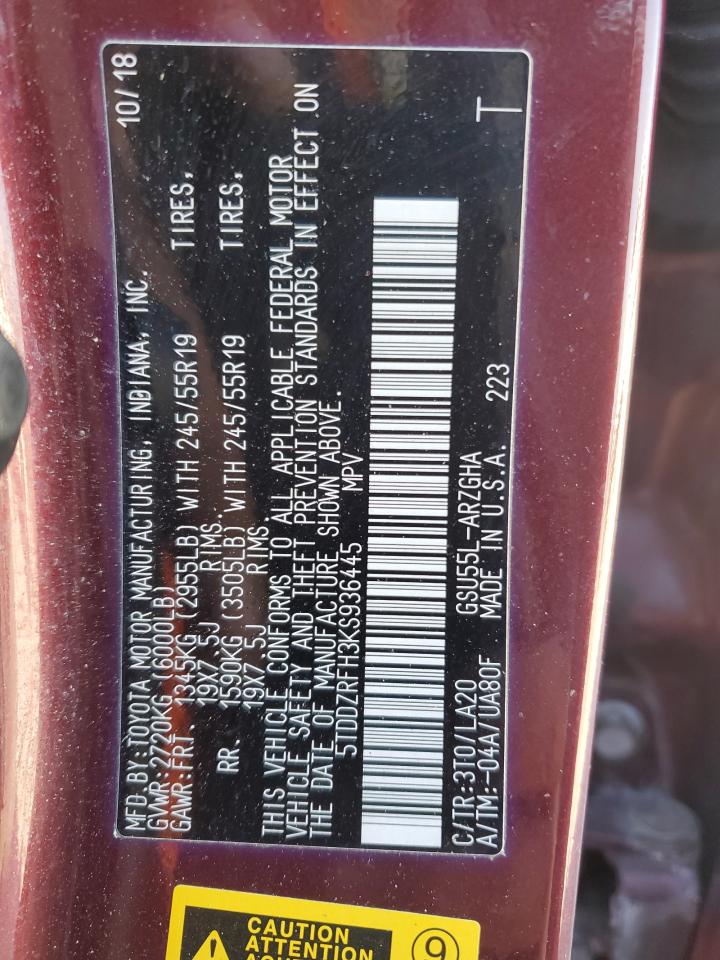 MFD.BY:TOYOTA MOTOR MANUFACTURING, INDIANA, INC. 10/18
GVWR:2720KG(6000LB)
GAWR:FRT 1345KG (2955LB) WITH 245/55R19 TIRES,
19X7.5J RIMS.
RR. 1590KG (3505LB) WITH 245/55R19 TIRES,
19X7.5J RIMS.
THIS VEHICLE CONFORMS TO ALL APPLICABLE FEDERAL MOTOR
VEHICLE SAFETY AND THEFT PREVENTION STANDARDS IN EFFECT ON
THE DATE OF MANUFACTURE SHOWN ABOVE.
5TDDZRFH3KS936445 MPV
C/TR:3T0/LA20 GSU55L-ARZGHA T
A/TM:-04A/UA80F MADE IN U.S.A. 223
CAUTION
ATTENTION
9